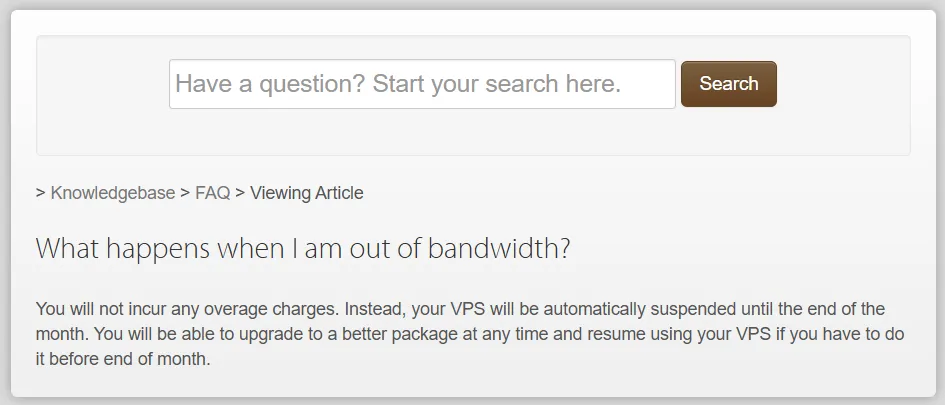 Have a question? Start your search here.
Search
> Knowledgebase > FAQ > Viewing Article
What happens when I am out of bandwidth?
You will not incur any overage charges. Instead, your VPS will be automatically suspended until the end of the
month. You will be able to upgrade to a better package at any time and resume using your VPS if you have to do
it before end of month.